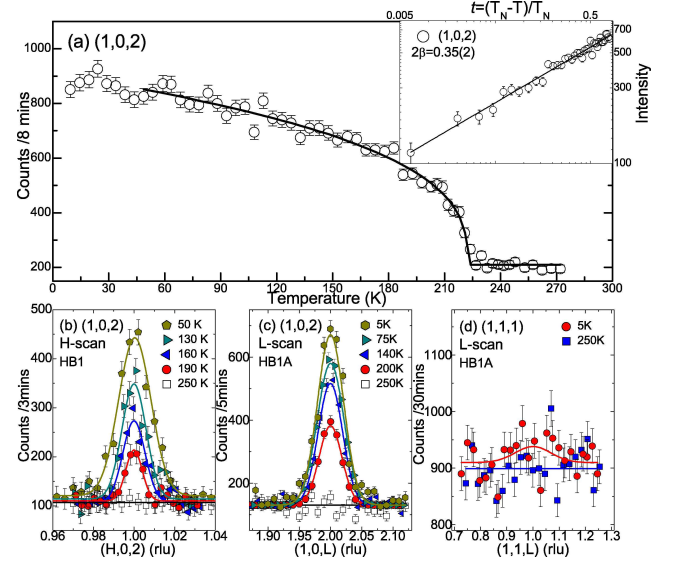 t=(T_N-T)/T_N
0.005 0.5
1000
800
600
400
200
Counts /8 mins
(a) (1,0,2)
(1,0,2)
2β=0.35(2)
700
500
300
100
Intensity
0 30 60 90 120 150 180 210 240 270 300
Temperature (K)
500
400
300
200
100
Counts /3mins
(b) (1,0,2)
H-scan
HB1
50 K
130 K
160 K
190 K
250 K
0.96 0.98 1.00 1.02 1.04
(H,0,2) (rlu)
600
400
200
Counts /5mins
(c) (1,0,2)
L-scan
HB1A
5K
75K
140K
200K
250K
1.90 1.95 2.00 2.05 2.10
(1,0,L) (rlu)
1100
1000
900
800
Counts /30mins
(d) (1,1,1)
L-scan
HB1A
5K
250K
0.7 0.8 0.9 1.0 1.1 1.2 1.3
(1,1,L) (rlu)